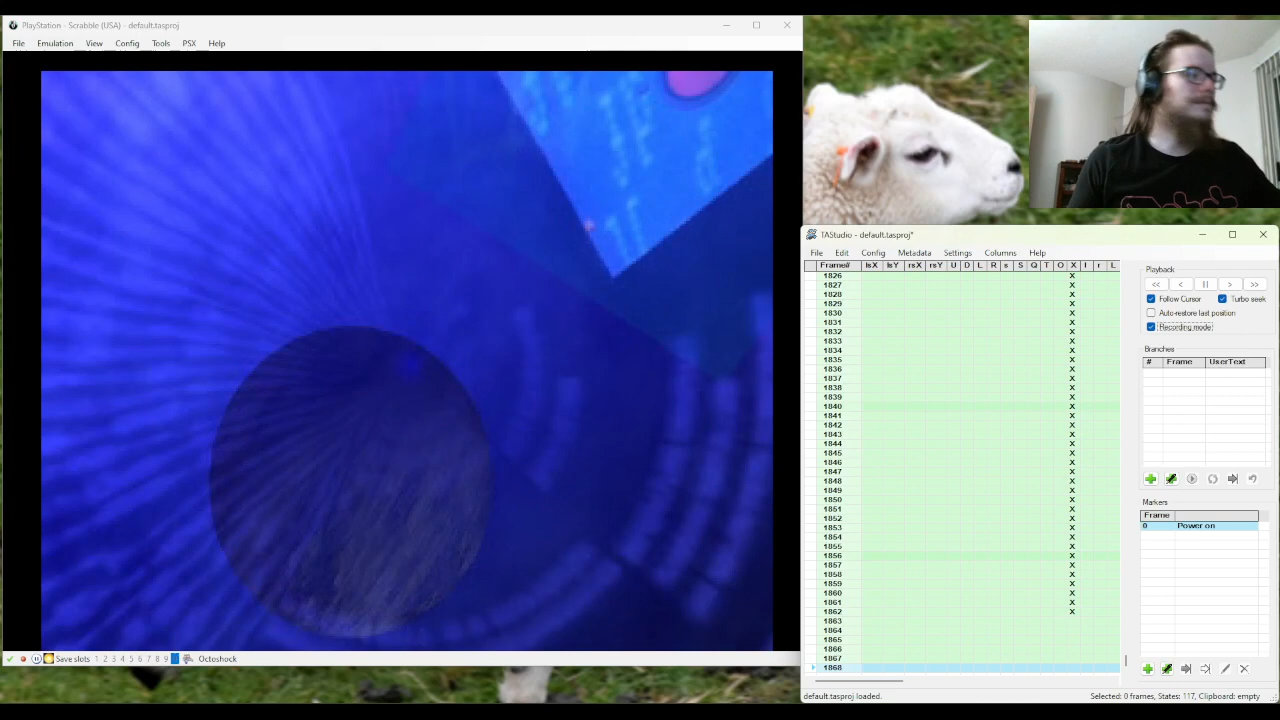 PlayStation - Scrabble (USA) - default.tasproj
File Emulation View Config Tools PSX Help
TAStudio - default.tasproj*
File Edit Config Metadata Settings Columns Help
Frame# lsX lsY rsX rsY U D L R s S Q T O X l r L
1826 X
1827 X
1828 X
1829 X
1830 X
1831 X
1832 X
1833 X
1834 X
1835 X
1836 X
1837 X
1838 X
1839 X
1840 X
1841 X
1842 X
1843 X
1844 X
1845 X
1846 X
1847 X
1848 X
1849 X
1850 X
1851 X
1852 X
1853 X
1854 X
1855 X
1856 X
1857 X
1858 X
1859 X
1860 X
1861 X
1862 X
1863
1864
1865
1866
1867
1868
Playback
<< < || > >>
Follow Cursor Turbo seek
Auto-restore last position
Recording mode
Branches
# Frame UserText
Markers
Frame
0 Power on
Save slots 1 2 3 4 5 6 7 8 9 Octoshock
default.tasproj loaded. Selected: 0 frames, States: 117, Clipboard: empty